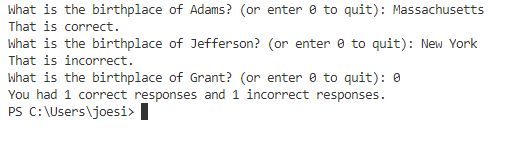 What is the birthplace of Adams? (or enter 0 to quit): Massachusetts
That is correct.
What is the birthplace of Jefferson? (or enter 0 to quit): New York
That is incorrect.
What is the birthplace of Grant? (or enter 0 to quit): 0
You had 1 correct responses and 1 incorrect responses.
PS C:\Users\joesi>